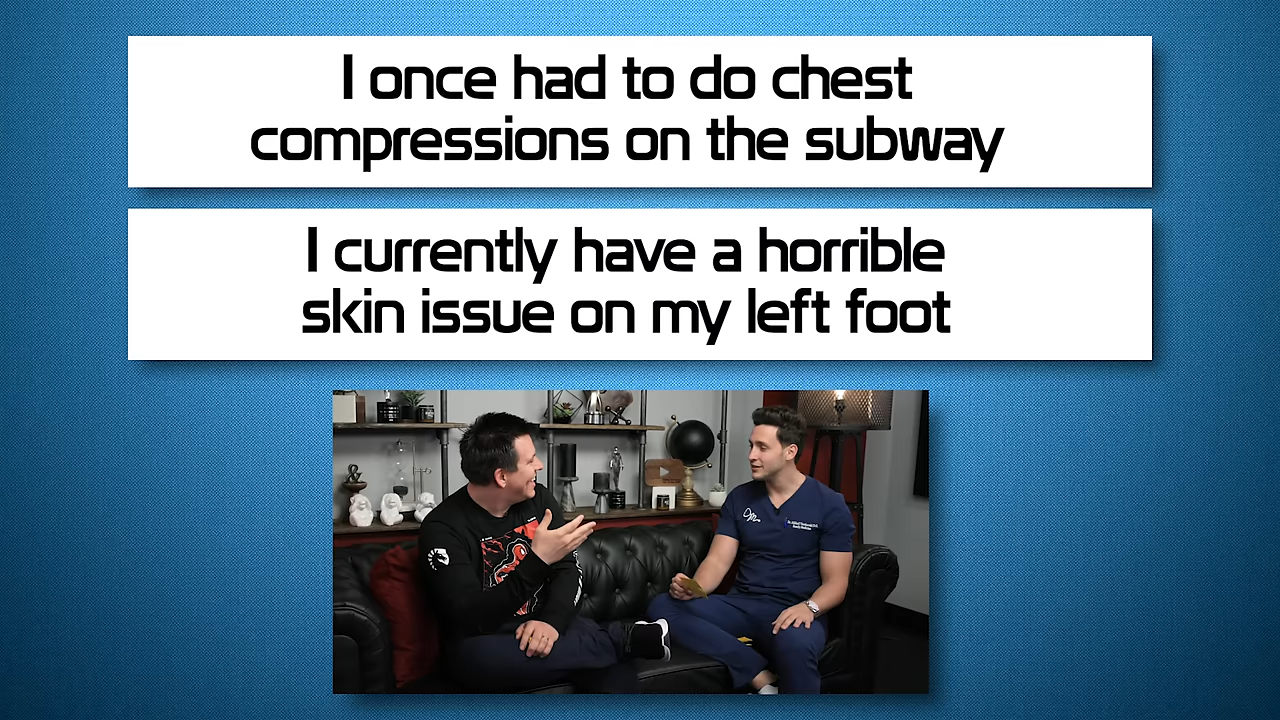 I once had to do chest
compressions on the subway
I currently have a horrible
skin issue on my left foot